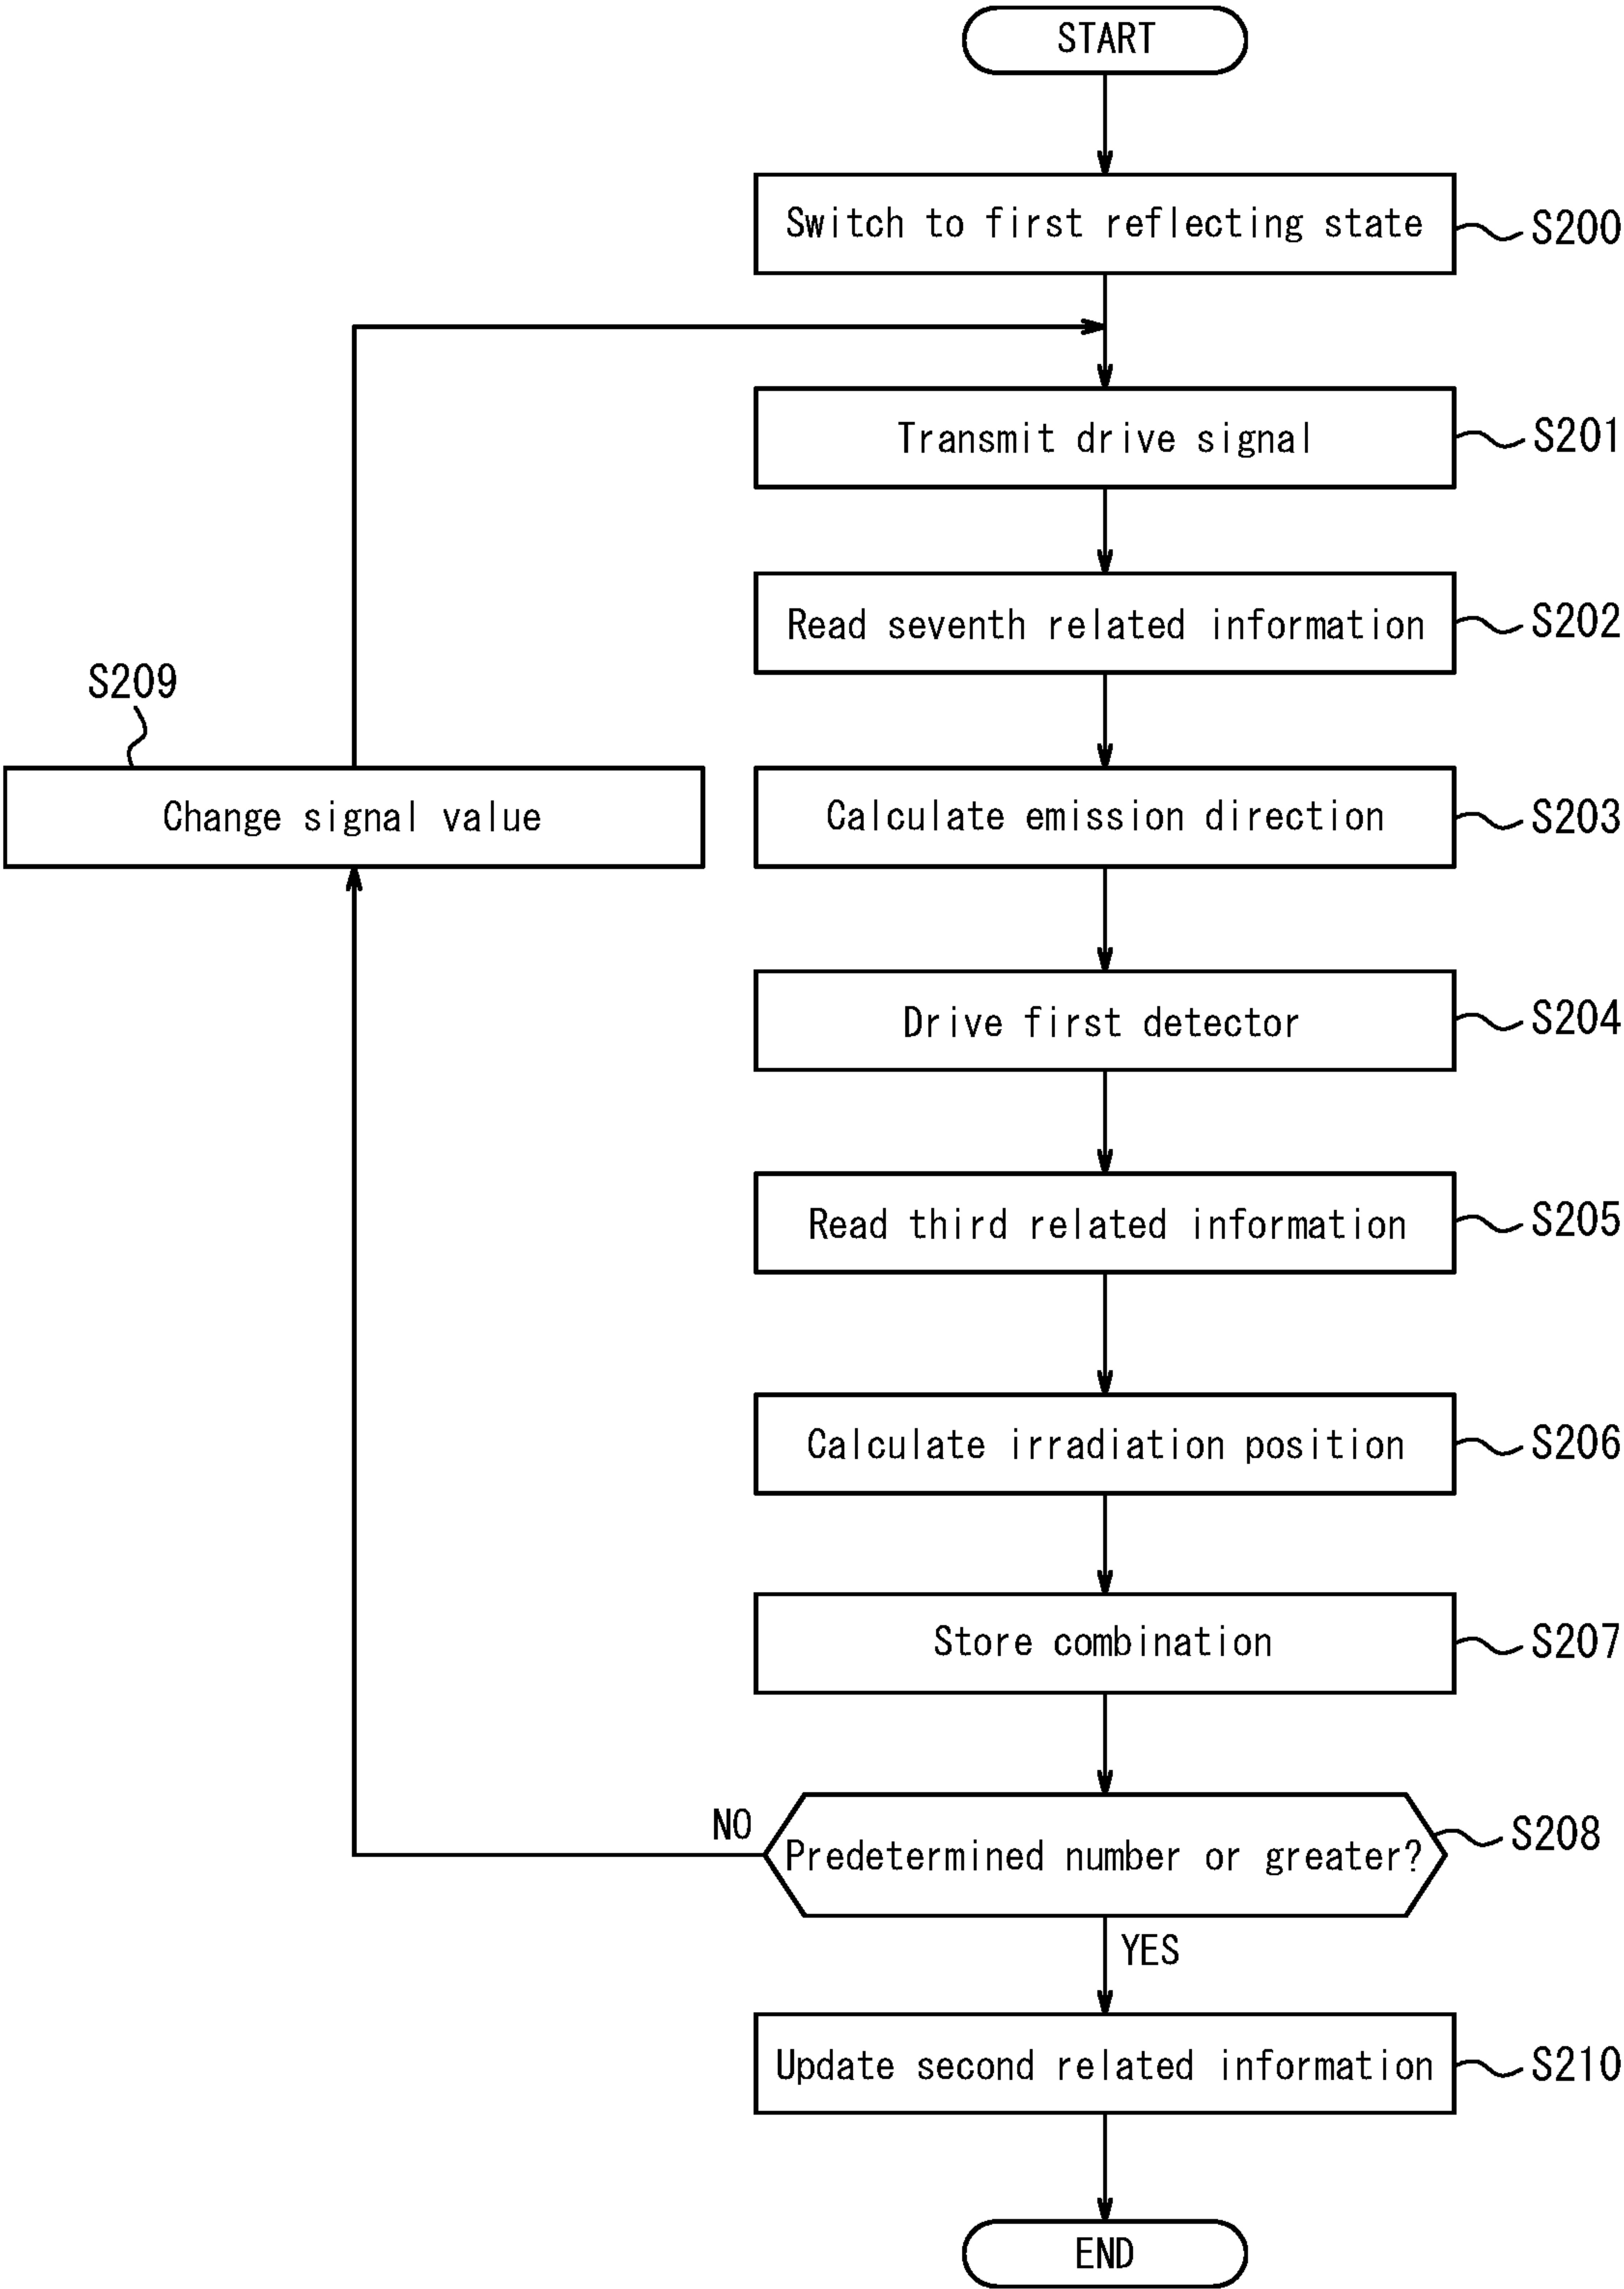 START
Switch to first reflecting state
S200
Transmit drive signal
S201
Read seventh related information
S202
S209
Change signal value
Calculate emission direction
S203
Drive first detector
S204
Read third related information
S205
Calculate irradiation position
S206
Store combination
S207
NO
Predetermined number or greater?
S208
YES
Update second related information
S210
END